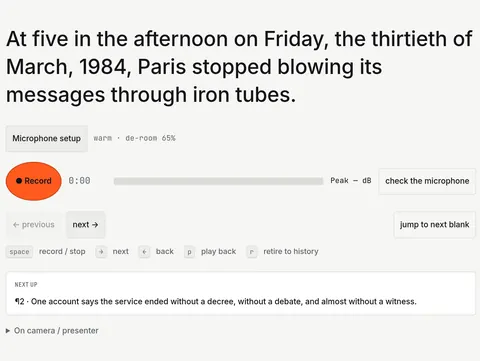 At five in the afternoon on Friday, the thirtieth of
March, 1984, Paris stopped blowing its
messages through iron tubes.
Microphone setup warm · de-room 65%
● Record 0:00 Peak — dB check the microphone
← previous next → jump to next blank
space record / stop → next ← back p play back r retire to history
NEXT UP
¶2 · One account says the service ended without a decree, without a debate, and almost without a witness.
▶ On camera / presenter